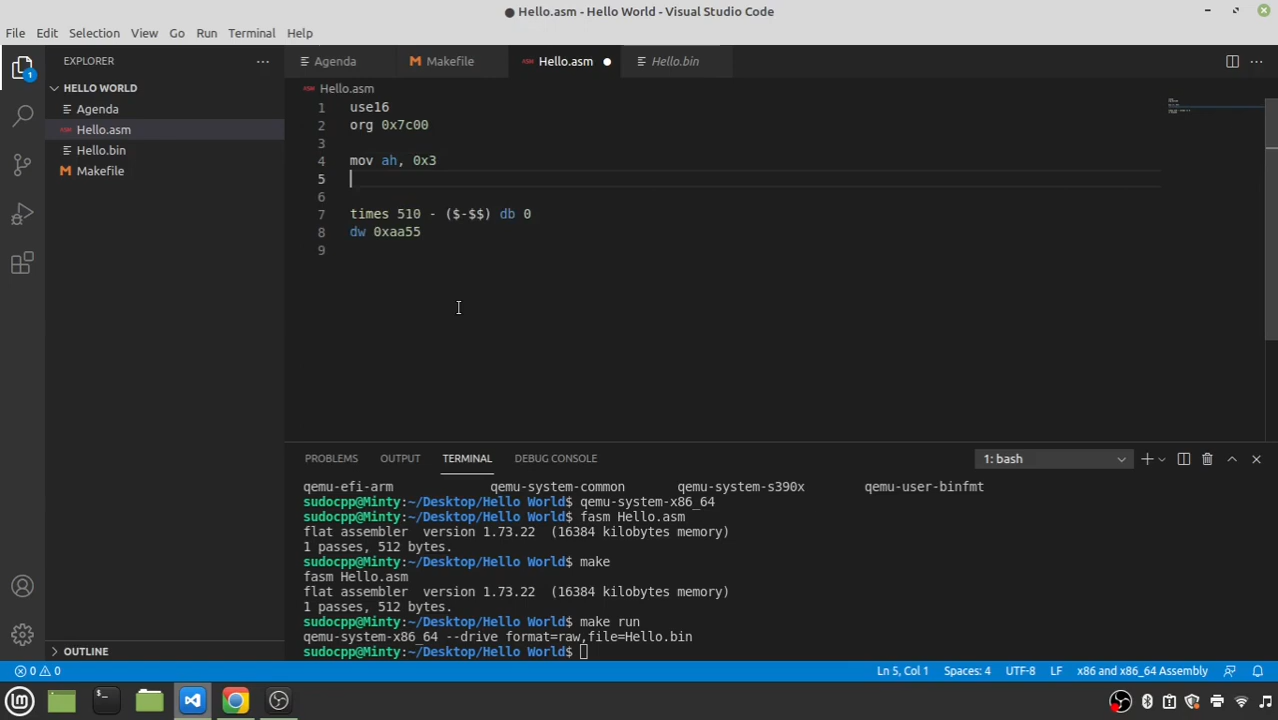 ● Hello.asm - Hello World - Visual Studio Code
File Edit Selection View Go Run Terminal Help
EXPLORER
Agenda
Makefile
Hello.asm
Hello.bin
HELLO WORLD
Agenda
Hello.asm
Hello.bin
Makefile
1
ASM Hello.asm
1 use16
2 org 0x7c00
3
4 mov ah, 0x3
5
6
7 times 510 - ($-$$) db 0
8 dw 0xaa55
9
PROBLEMS OUTPUT TERMINAL DEBUG CONSOLE
1: bash
qemu-efi-arm qemu-system-common qemu-system-s390x qemu-user-binfmt
sudocpp@Minty:~/Desktop/Hello World$ qemu-system-x86_64
sudocpp@Minty:~/Desktop/Hello World$ fasm Hello.asm
flat assembler version 1.73.22 (16384 kilobytes memory)
1 passes, 512 bytes.
sudocpp@Minty:~/Desktop/Hello World$ make
fasm Hello.asm
flat assembler version 1.73.22 (16384 kilobytes memory)
1 passes, 512 bytes.
sudocpp@Minty:~/Desktop/Hello World$ make run
qemu-system-x86_64 --drive format=raw,file=Hello.bin
sudocpp@Minty:~/Desktop/Hello World$
OUTLINE
0 0
Ln 5, Col 1 Spaces: 4 UTF-8 LF x86 and x86_64 Assembly